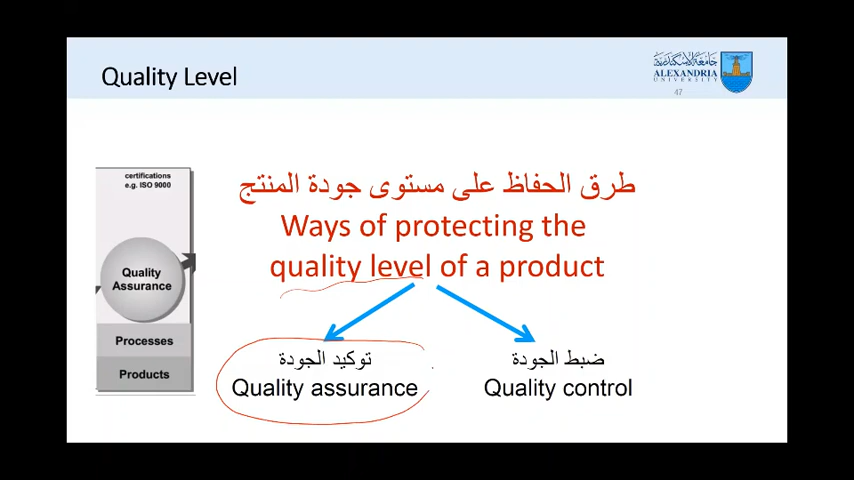 Quality Level
جامعة الإسكندرية
ALEXANDRIA
UNIVERSITY
47
certifications
e.g. ISO 9000
Quality
Assurance
Processes
Products
طرق الحفاظ على مستوى جودة المنتج
Ways of protecting the
quality level of a product
توكيد الجودة
Quality assurance
ضبط الجودة
Quality control